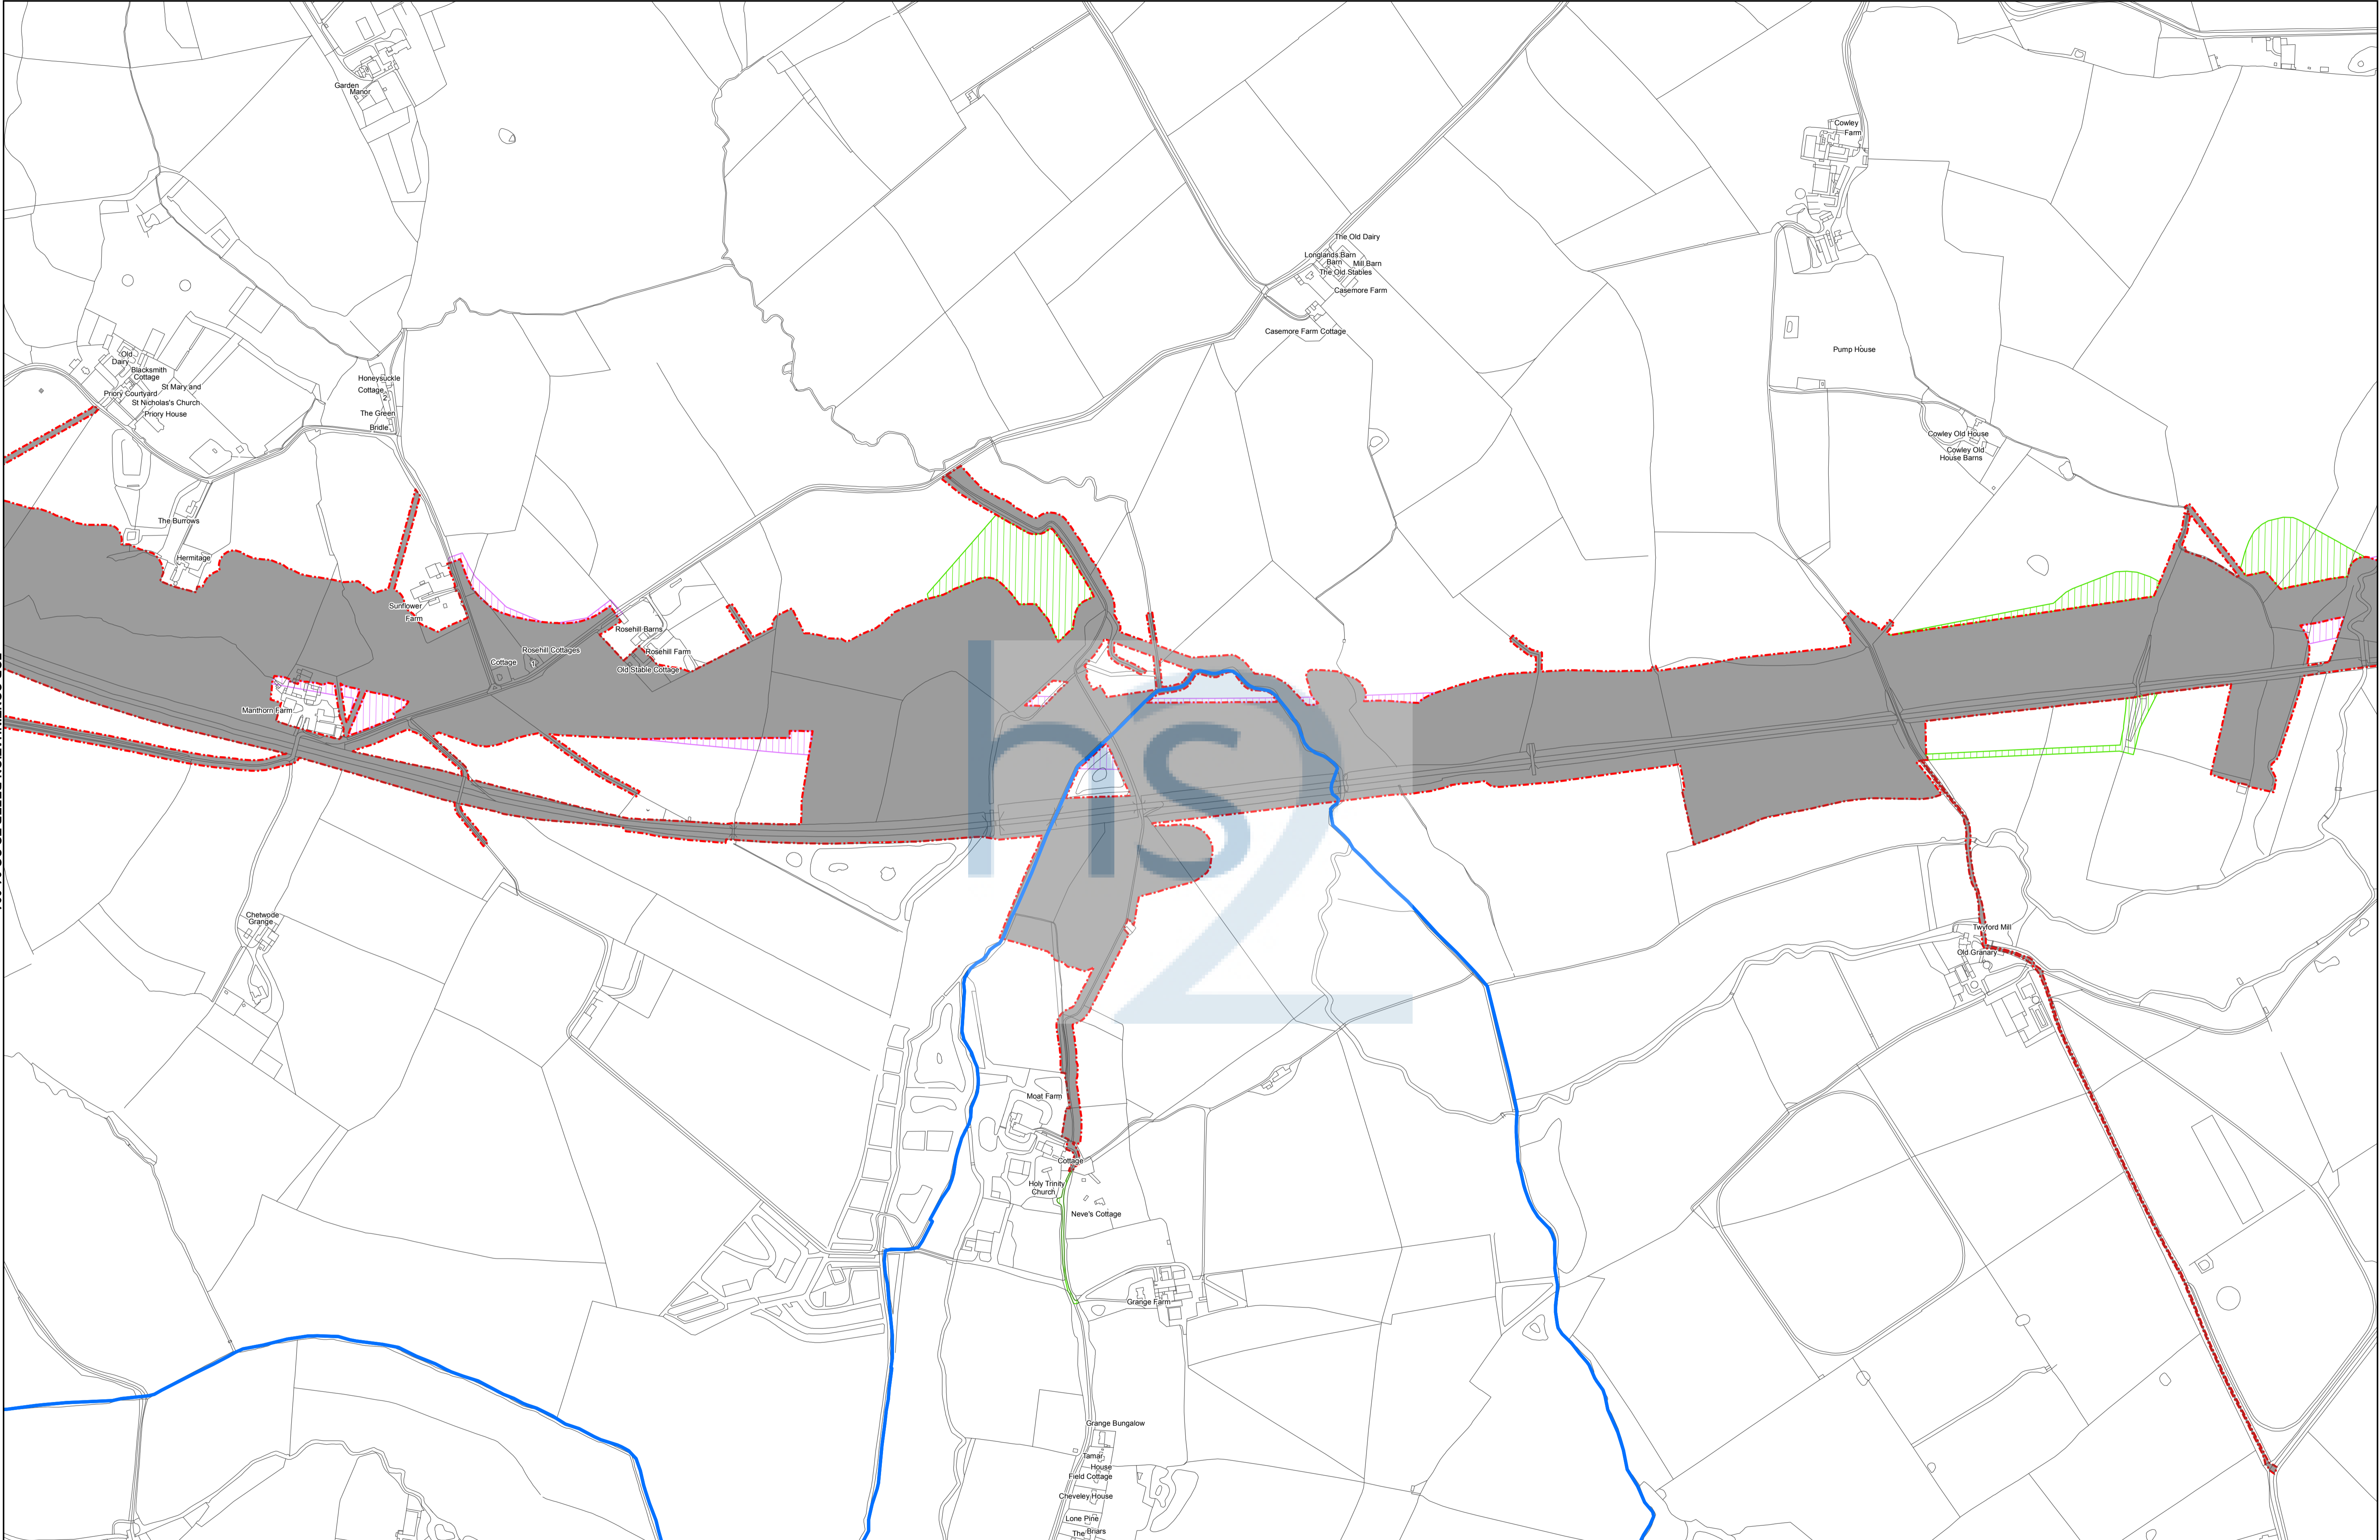 Garden
Manor
Cowley
Farm
The Old Dairy
Longlands Barn
Barn
Mill Barn
The Old Stables
Casemore Farm
Casemore Farm Cottage
Pump House
Old
Dairy
Blacksmith
Cottage
St Mary and
Priory Courtyard
St Nicholas's Church
Priory House
Honeysuckle
Cottage
2
The Green
Bridle
Cowley Old House
Cowley Old
House Barns
The Burrows
Hermitage
Sunflower
Farm
Rosehill Barns
Rosehill Cottages
Rosehill Farm
Cottage
1
Old Stable Cottage
Manthorn Farm
hs2
Chetwode
Grange
Twyford Mill
Old Granary
Moat Farm
Cottage
Holy Trinity
Church
Neve's Cottage
Grange Farm
Grange Bungalow
Tamar
House
Field Cottage
Cheveley House
Lone Pine
The Briars